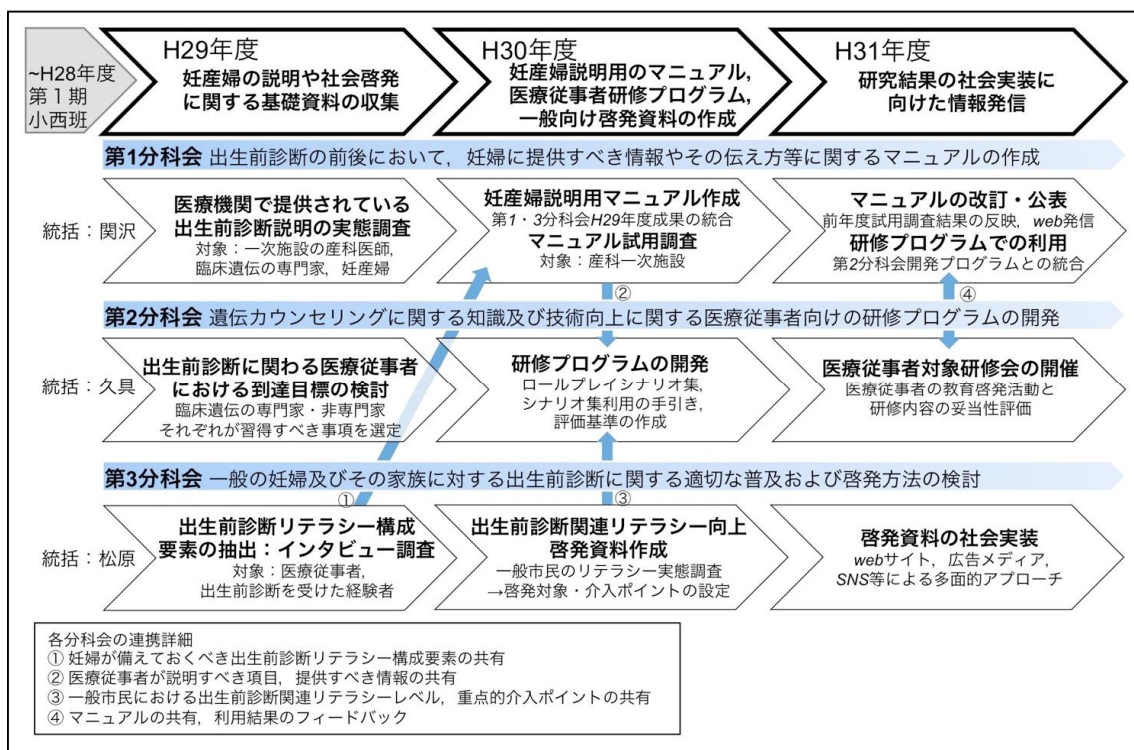 ~H28年度
第1期
小西班
H29年度
妊産婦の説明や社会啓発
に関する基礎資料の収集
H30年度
妊産婦説明用のマニュアル,
医療従事者研修プログラム,
一般向け啓発資料の作成
H31年度
研究結果の社会実装に
向けた情報発信
第1分科会 出生前診断の前後において，妊婦に提供すべき情報やその伝え方等に関するマニュアルの作成
統括：関沢
医療機関で提供されている
出生前診断説明の実態調査
対象：一次施設の産科医師,
臨床遺伝の専門家，妊産婦
妊産婦説明用マニュアル作成
第1・3分科会H29年度成果の統合
マニュアル試用調査
対象：産科一次施設
マニュアルの改訂・公表
前年度試用調査結果の反映，web発信
研修プログラムでの利用
第2分科会開発プログラムとの統合
②
④
第2分科会 遺伝カウンセリングに関する知識及び技術向上に関する医療従事者向けの研修プログラムの開発
統括：久具
出生前診断に関わる医療従事者
における到達目標の検討
臨床遺伝の専門家・非専門家
それぞれが習得すべき事項を選定
研修プログラムの開発
ロールプレイシナリオ集,
シナリオ集利用の手引き,
評価基準の作成
医療従事者対象研修会の開催
医療従事者の教育啓発活動と
研修内容の妥当性評価
第3分科会 一般の妊婦及びその家族に対する出生前診断に関する適切な普及および啓発方法の検討
①
③
統括：松原
出生前診断リテラシー構成
要素の抽出：インタビュー調査
対象：医療従事者,
出生前診断を受けた経験者
出生前診断関連リテラシー向上
啓発資料作成
一般市民のリテラシー実態調査
→啓発対象・介入ポイントの設定
啓発資料の社会実装
webサイト，広告メディア,
SNS等による多面的アプローチ
各分科会の連携詳細
① 妊婦が備えておくべき出生前診断リテラシー構成要素の共有
② 医療従事者が説明すべき項目，提供すべき情報の共有
③ 一般市民における出生前診断関連リテラシーレベル，重点的介入ポイントの共有
④ マニュアルの共有，利用結果のフィードバック